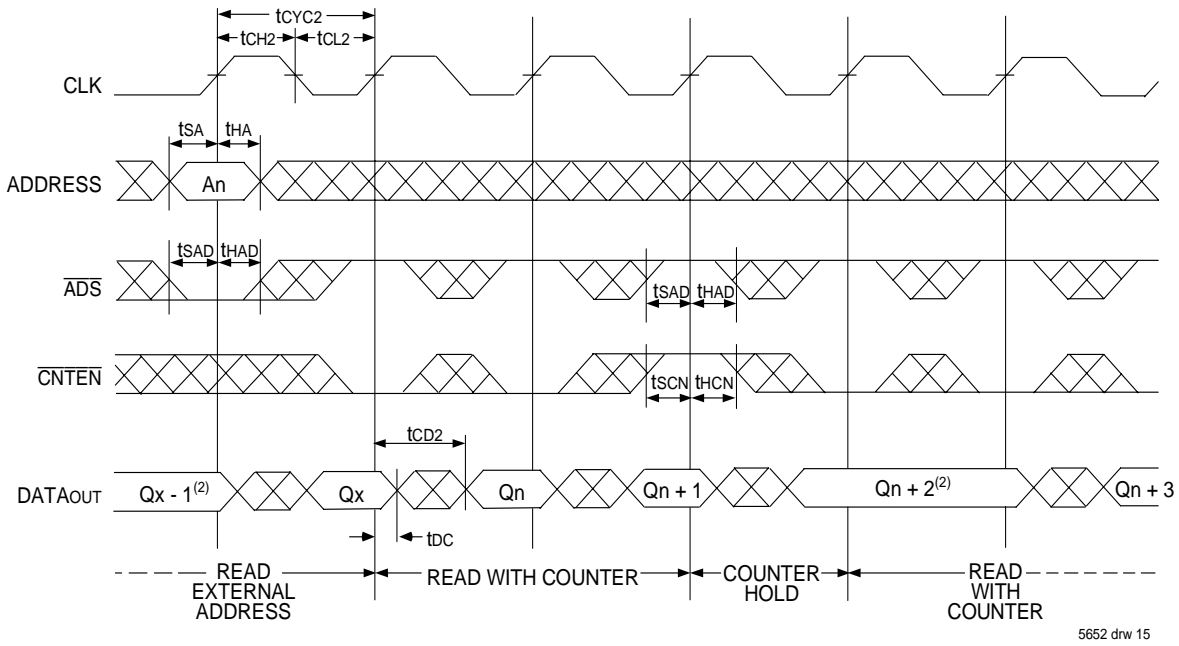 tCYC2
tCH2 tCL2
CLK
tSA tHA
ADDRESS An
tSAD tHAD
ADS
tSAD tHAD
CNTEN
tSCN tHCN
tCD2
DATAOUT Qx - 1(2) Qx Qn Qn + 1 Qn + 2(2) Qn + 3
tDC
READ EXTERNAL ADDRESS
READ WITH COUNTER
COUNTER HOLD
READ WITH COUNTER
5652 drw 15